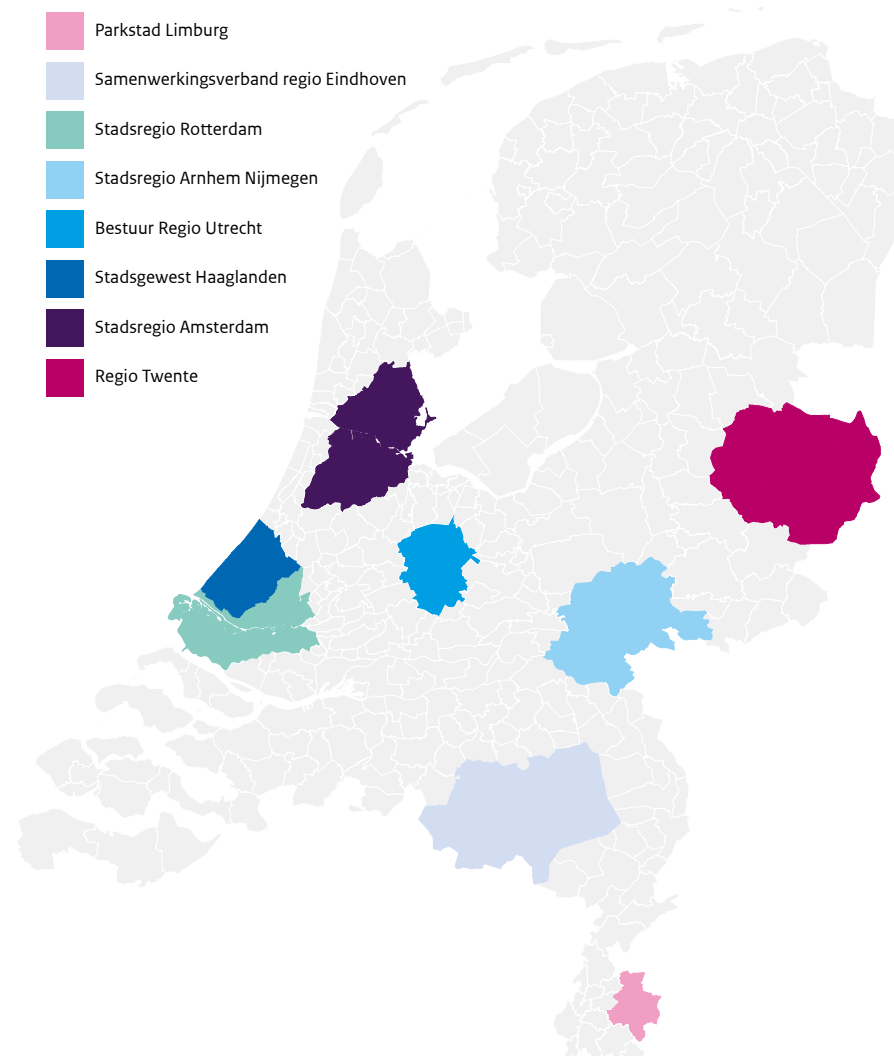 Parkstad Limburg
Samenwerkingsverband regio Eindhoven
Stadsregio Rotterdam
Stadsregio Arnhem Nijmegen
Bestuur Regio Utrecht
Stadsgewest Haaglanden
Stadsregio Amsterdam
Regio Twente